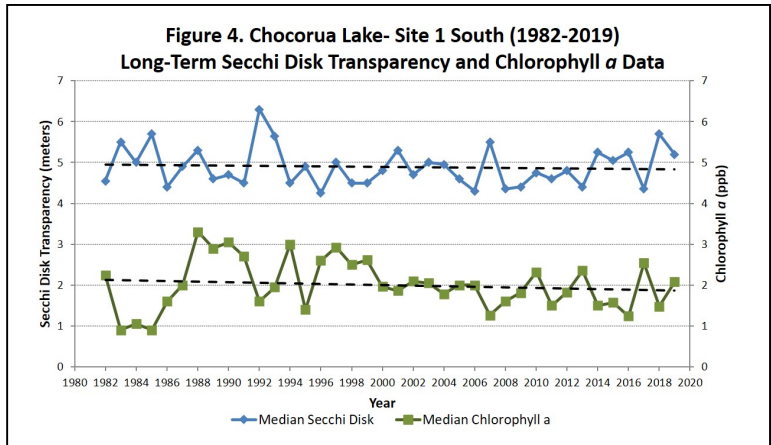 Figure 4. Chocorua Lake- Site 1 South (1982-2019)
Long-Term Secchi Disk Transparency and Chlorophyll a Data
7
6
5
4
3
2
1
0
Secchi Disk Transparency (meters)
7
6
5
4
3
2
1
0
Chlorophyll a (ppb)
1980 1982 1984 1986 1988 1990 1992 1994 1996 1998 2000 2002 2004 2006 2008 2010 2012 2014 2016 2018 2020
Year
Median Secchi Disk Median Chlorophyll a